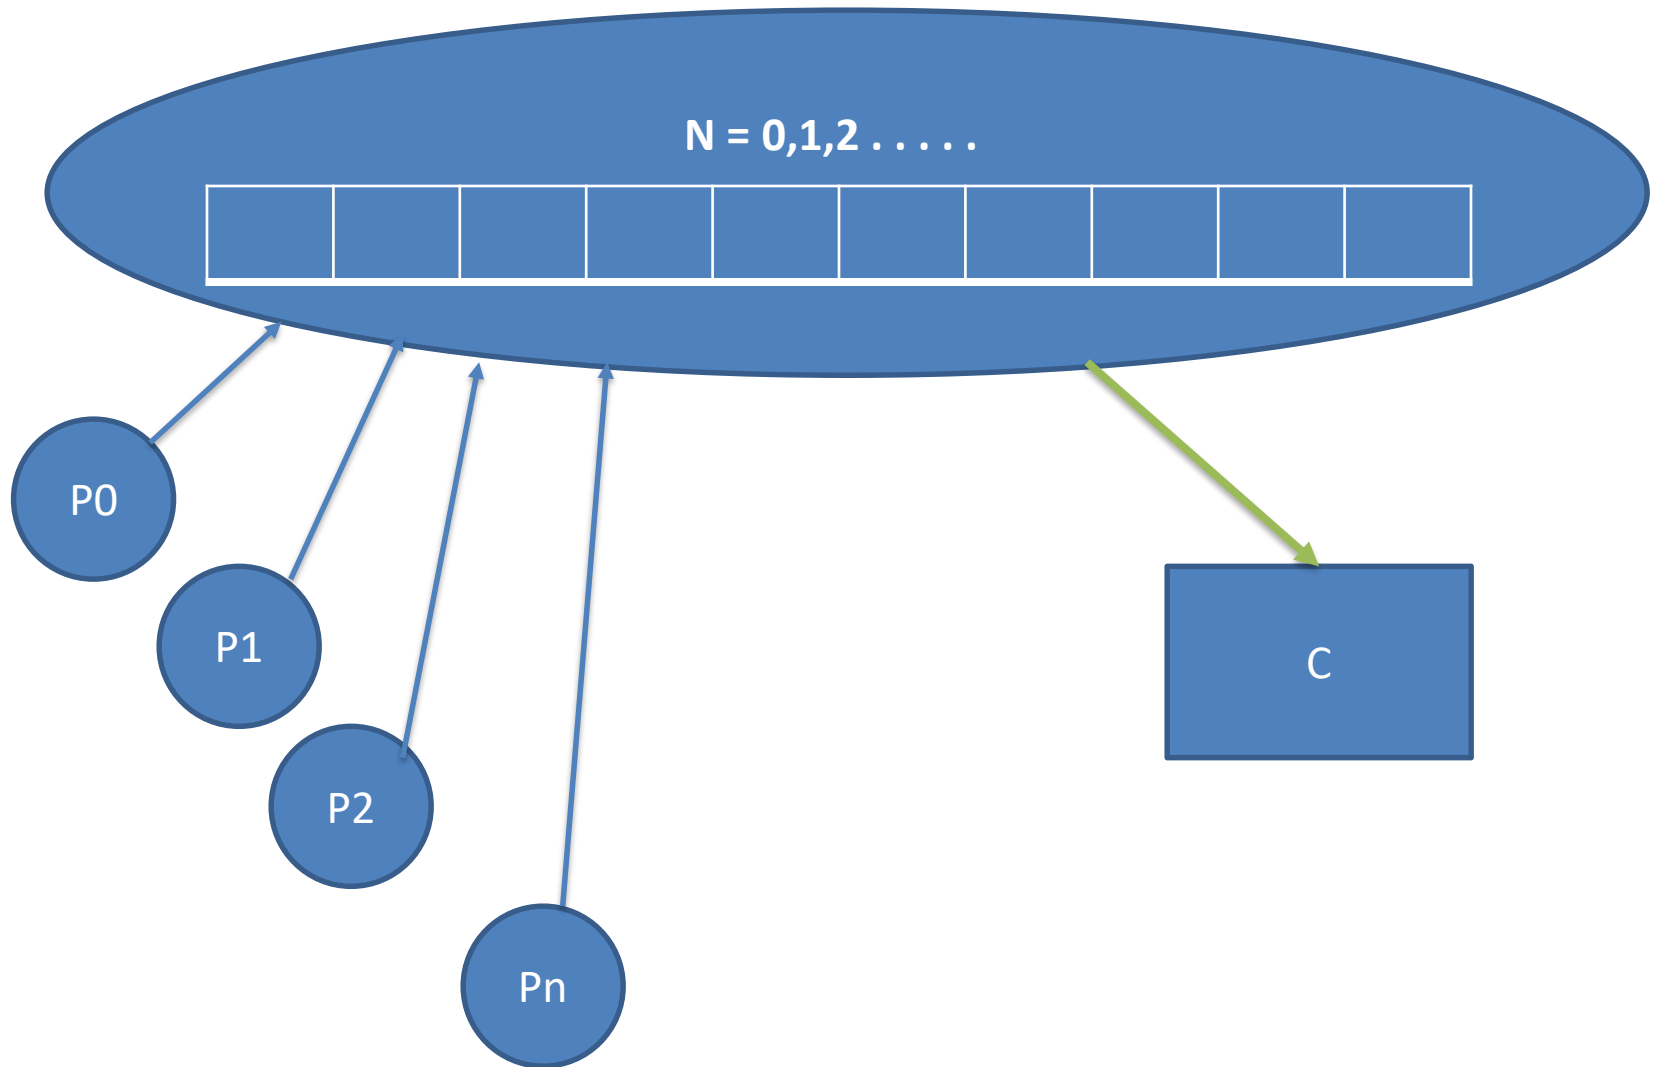 N = 0,1,2 . . . . .
P0
P1
C
P2
Pn